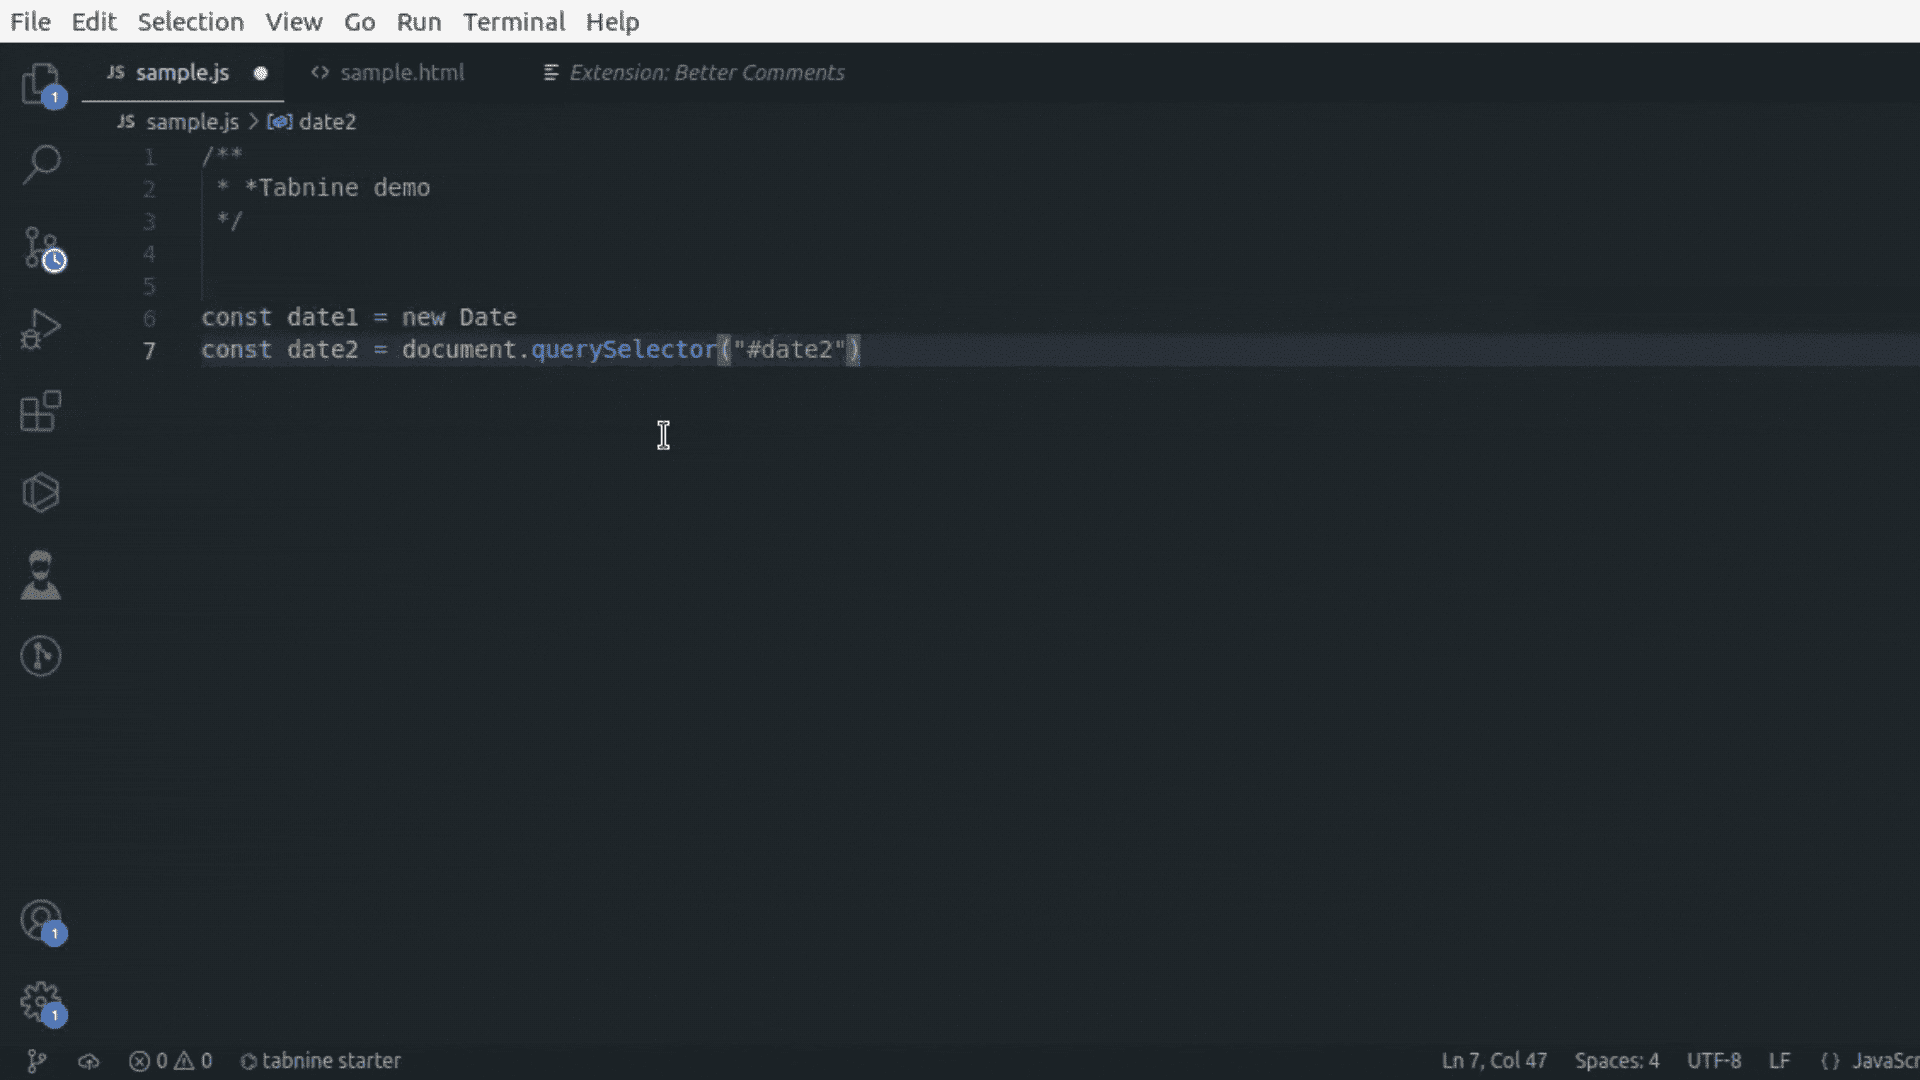 File Edit Selection View Go Run Terminal Help
JS sample.js ● <> sample.html Extension: Better Comments
1 JS sample.js > date2
1 /**
2 * *Tabnine demo
3 */
4
5
6 const date1 = new Date
7 const date2 = document.querySelector("#date2")
1
1
0 0 tabnine starter Ln 7, Col 47 Spaces: 4 UTF-8 LF {} JavaScr